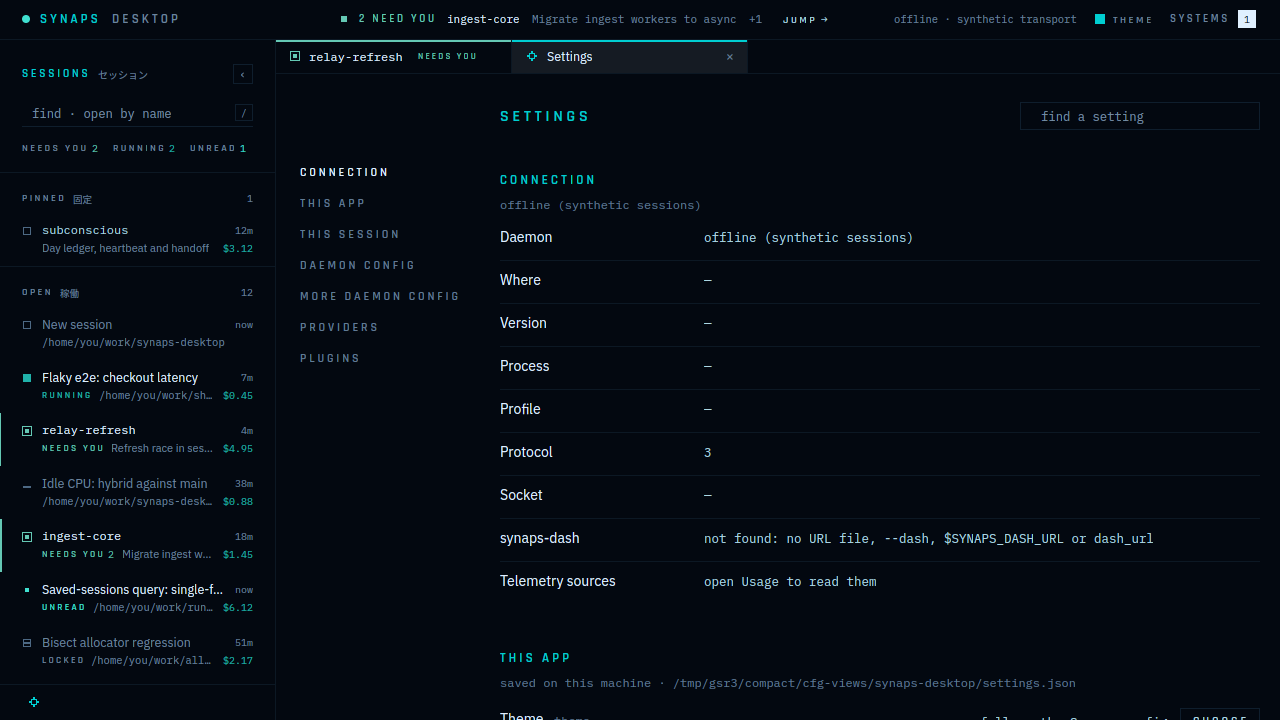 SYNAPS DESKTOP
2 NEED YOU ingest-core Migrate ingest workers to async +1 JUMP →
offline · synthetic transport THEME SYSTEMS 1
SESSIONS セッション ‹
find · open by name /
NEEDS YOU 2 RUNNING 2 UNREAD 1
PINNED 固定 1
subconscious 12m
Day ledger, heartbeat and handoff $3.12
OPEN 稼働 12
New session now
/home/you/work/synaps-desktop
Flaky e2e: checkout latency 7m
RUNNING /home/you/work/sh… $0.45
relay-refresh 4m
NEEDS YOU Refresh race in ses… $4.95
Idle CPU: hybrid against main 38m
/home/you/work/synaps-desk… $0.88
ingest-core 18m
NEEDS YOU 2 Migrate ingest w… $1.45
Saved-sessions query: single-f… now
UNREAD /home/you/work/run… $6.12
Bisect allocator regression 51m
LOCKED /home/you/work/all… $2.17
relay-refresh NEEDS YOU
Settings ×
SETTINGS
find a setting
CONNECTION
THIS APP
THIS SESSION
DAEMON CONFIG
MORE DAEMON CONFIG
PROVIDERS
PLUGINS
CONNECTION
offline (synthetic sessions)
Daemon offline (synthetic sessions)
Where —
Version —
Process —
Profile —
Protocol 3
Socket —
synaps-dash not found: no URL file, --dash, $SYNAPS_DASH_URL or dash_url
Telemetry sources open Usage to read them
THIS APP
saved on this machine · /tmp/gsr3/compact/cfg-views/synaps-desktop/settings.json
Theme theme